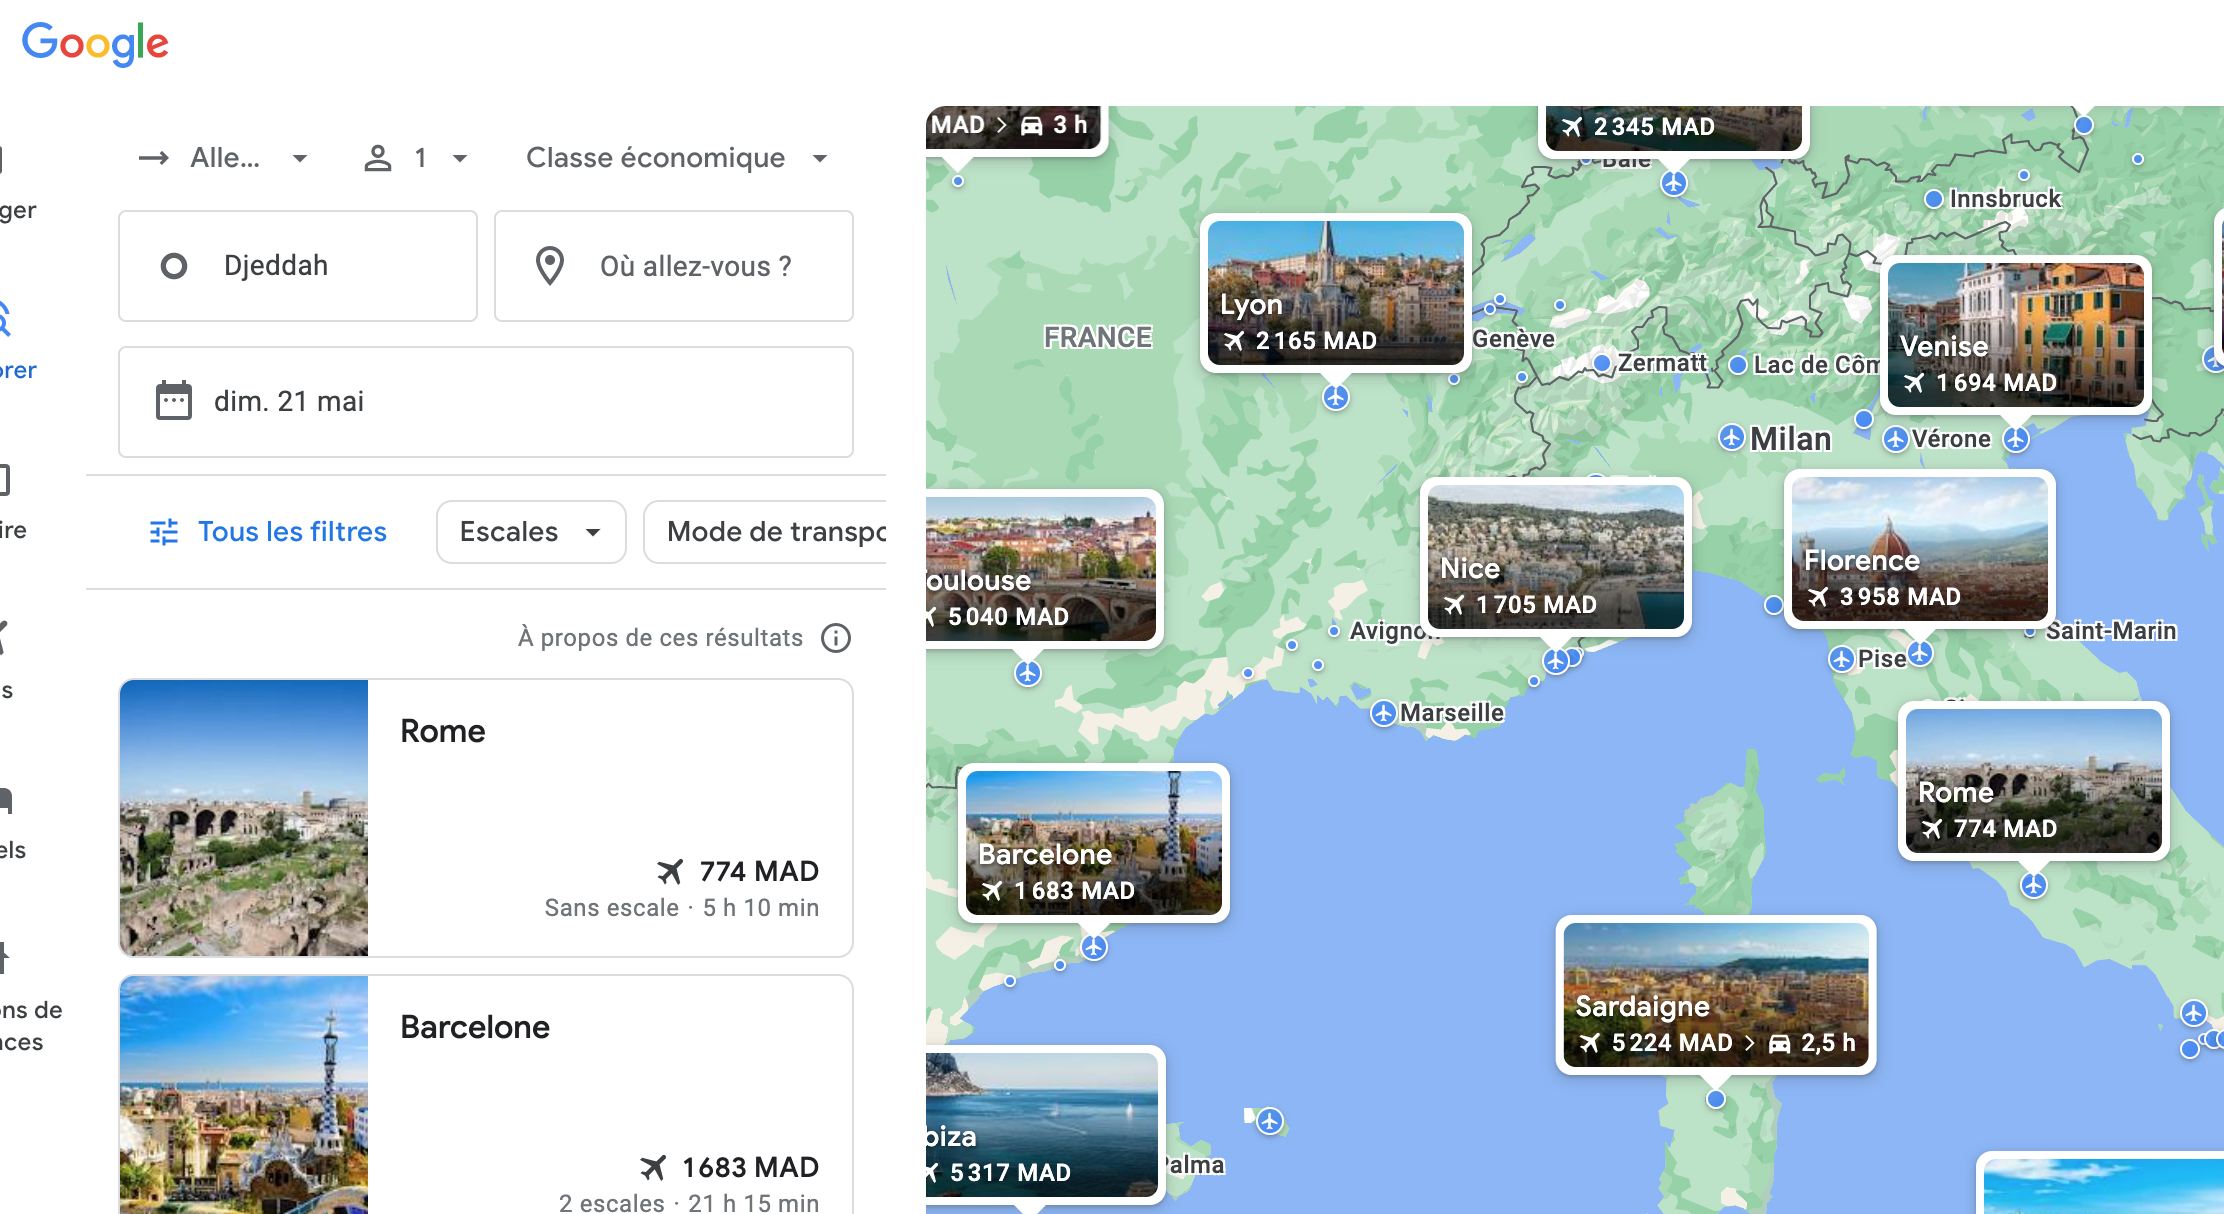 Google
Alle...
1
Classe économique
Djeddah
Où allez-vous ?
dim. 21 mai
Tous les filtres
Escales
Mode de transpo
À propos de ces résultats
Rome
774 MAD
Sans escale · 5 h 10 min
Barcelone
1 683 MAD
2 escales · 21 h 15 min
ger
orer
ire
s
els
ons de
nces
MAD > 3 h
2 345 MAD
Bâle
Innsbruck
Lyon
2 165 MAD
FRANCE
Genève
Zermatt
Lac de Côm
Venise
1 694 MAD
Milan
Vérone
oulouse
5 040 MAD
Nice
1 705 MAD
Florence
3 958 MAD
Avignon
Saint-Marin
Pise
Marseille
Rome
774 MAD
Barcelone
1 683 MAD
Sardaigne
5 224 MAD > 2,5 h
biza
5 317 MAD
Palma